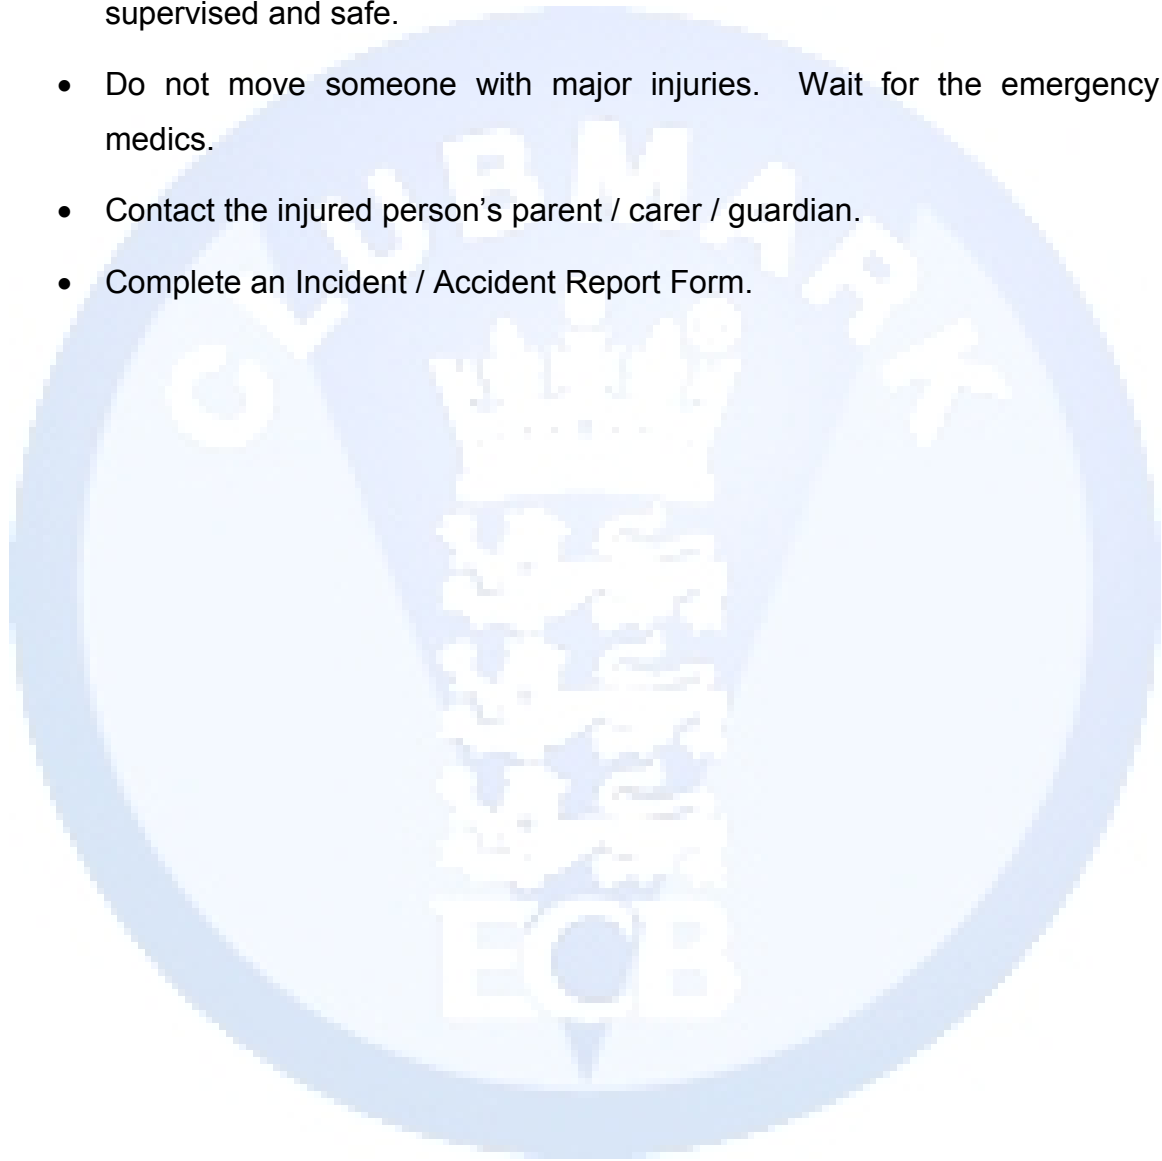 supervised and safe.
• Do not move someone with major injuries. Wait for the emergency
medics.
• Contact the injured person’s parent / carer / guardian.
• Complete an Incident / Accident Report Form.
CLUBMARK
®
ECB